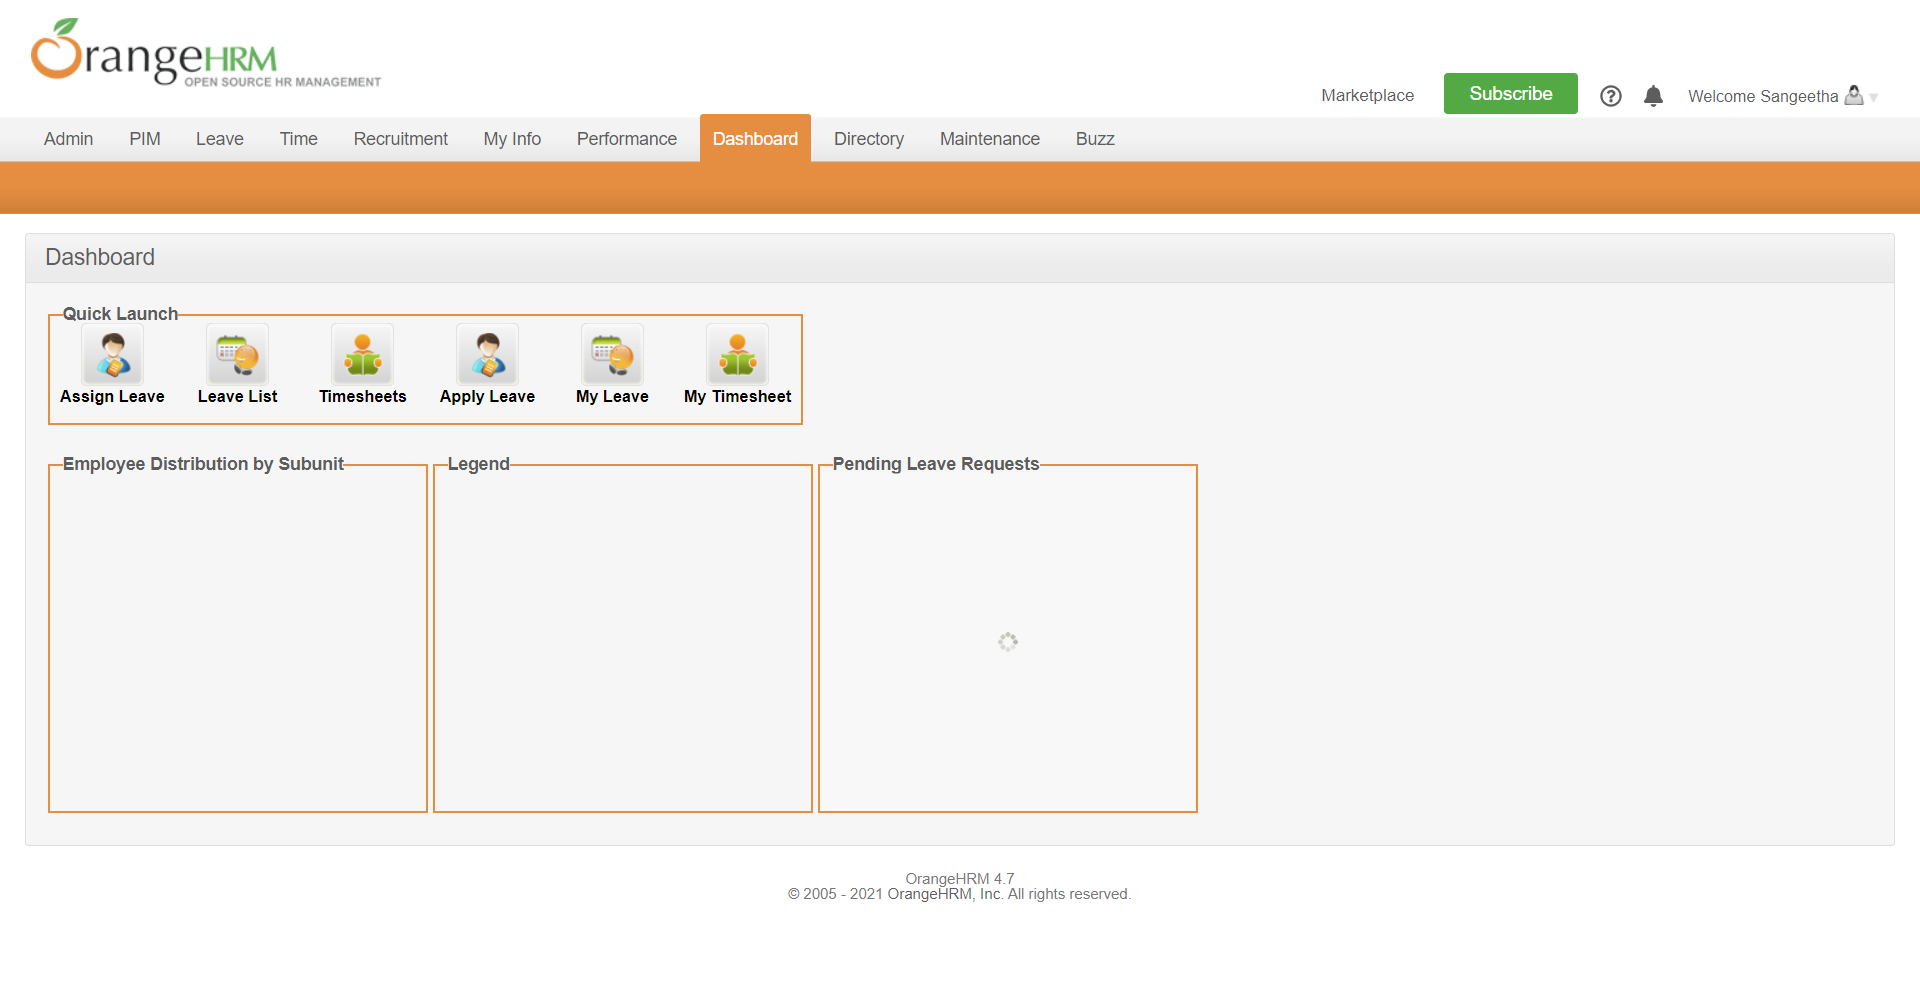 OrangeHRM
OPEN SOURCE HR MANAGEMENT
Marketplace
Subscribe
Welcome Sangeetha
Admin
PIM
Leave
Time
Recruitment
My Info
Performance
Dashboard
Directory
Maintenance
Buzz
Dashboard
Quick Launch
Assign Leave
Leave List
Timesheets
Apply Leave
My Leave
My Timesheet
Employee Distribution by Subunit
Legend
Pending Leave Requests
OrangeHRM 4.7
© 2005 - 2021 OrangeHRM, Inc. All rights reserved.